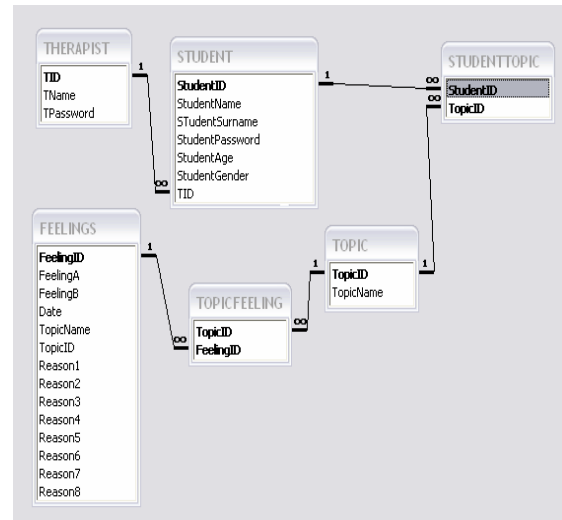 THERAPIST
TID
TName
TPassword
1
∞
STUDENT
StudentID
StudentName
STudentSurname
StudentPassword
StudentAge
StudentGender
TID
1
∞
∞
STUDENTTOPIC
StudentID
TopicID
FEELINGS
FeelingID
FeelingA
FeelingB
Date
TopicName
TopicID
Reason1
Reason2
Reason3
Reason4
Reason5
Reason6
Reason7
Reason8
1
∞
TOPICFEELING
TopicID
FeelingID
∞
1
TOPIC
TopicID
TopicName
1